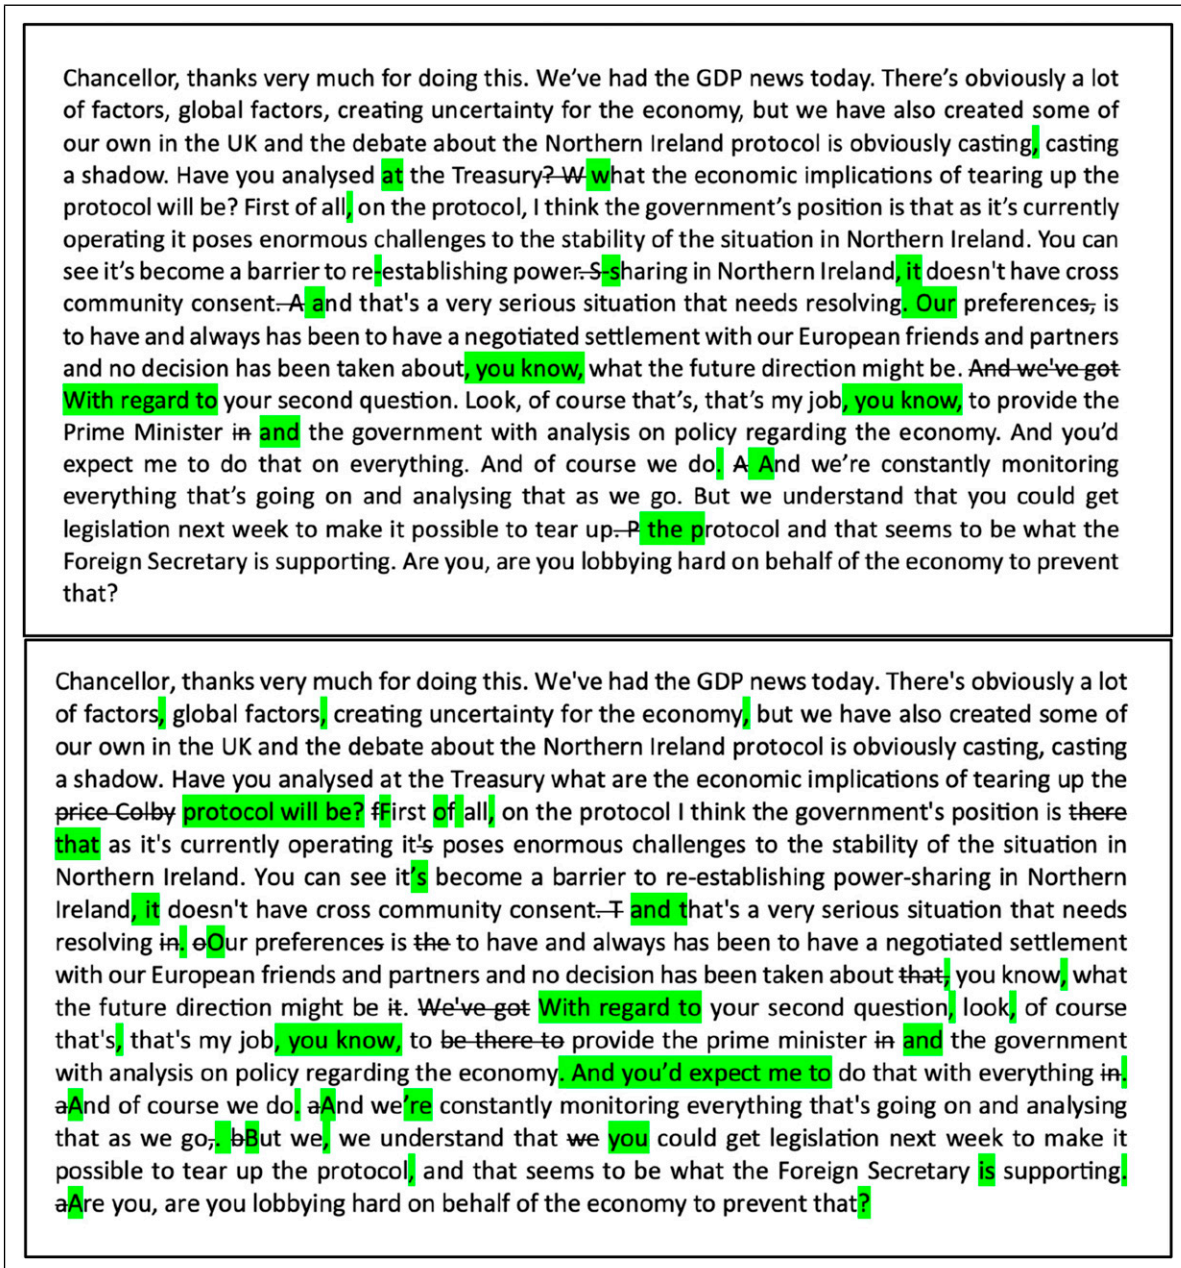 Chancellor, thanks very much for doing this. We’ve had the GDP news today. There’s obviously a lot
of factors, global factors, creating uncertainty for the economy, but we have also created some of
our own in the UK and the debate about the Northern Ireland protocol is obviously casting, casting
a shadow. Have you analysed at the Treasury? W what the economic implications of tearing up the
protocol will be? First of all, on the protocol, I think the government’s position is that as it’s currently
operating it poses enormous challenges to the stability of the situation in Northern Ireland. You can
see it’s become a barrier to re-establishing power. S-sharing in Northern Ireland, it doesn't have cross
community consent. A and that's a very serious situation that needs resolving. Our preferences, is
to have and always has been to have a negotiated settlement with our European friends and partners
and no decision has been taken about, you know, what the future direction might be. And we've got
With regard to your second question. Look, of course that’s, that’s my job, you know, to provide the
Prime Minister in and the government with analysis on policy regarding the economy. And you’d
expect me to do that on everything. And of course we do. A And we’re constantly monitoring
everything that’s going on and analysing that as we go. But we understand that you could get
legislation next week to make it possible to tear up. P the protocol and that seems to be what the
Foreign Secretary is supporting. Are you, are you lobbying hard on behalf of the economy to prevent
that?
Chancellor, thanks very much for doing this. We've had the GDP news today. There's obviously a lot
of factors, global factors, creating uncertainty for the economy, but we have also created some of
our own in the UK and the debate about the Northern Ireland protocol is obviously casting, casting
a shadow. Have you analysed at the Treasury what are the economic implications of tearing up the
price Colby protocol will be? fFirst of all, on the protocol I think the government's position is there
that as it's currently operating it's poses enormous challenges to the stability of the situation in
Northern Ireland. You can see it’s become a barrier to re-establishing power-sharing in Northern
Ireland, it doesn't have cross community consent. T and that's a very serious situation that needs
resolving in. oOur preferences is the to have and always has been to have a negotiated settlement
with our European friends and partners and no decision has been taken about that, you know, what
the future direction might be it. We've got With regard to your second question, look, of course
that's, that's my job, you know, to be there to provide the prime minister in and the government
with analysis on policy regarding the economy. And you’d expect me to do that with everything in.
aAnd of course we do. aAnd we’re constantly monitoring everything that's going on and analysing
that as we go,. bBut we, we understand that we you could get legislation next week to make it
possible to tear up the protocol, and that seems to be what the Foreign Secretary is supporting.
aAre you, are you lobbying hard on behalf of the economy to prevent that?